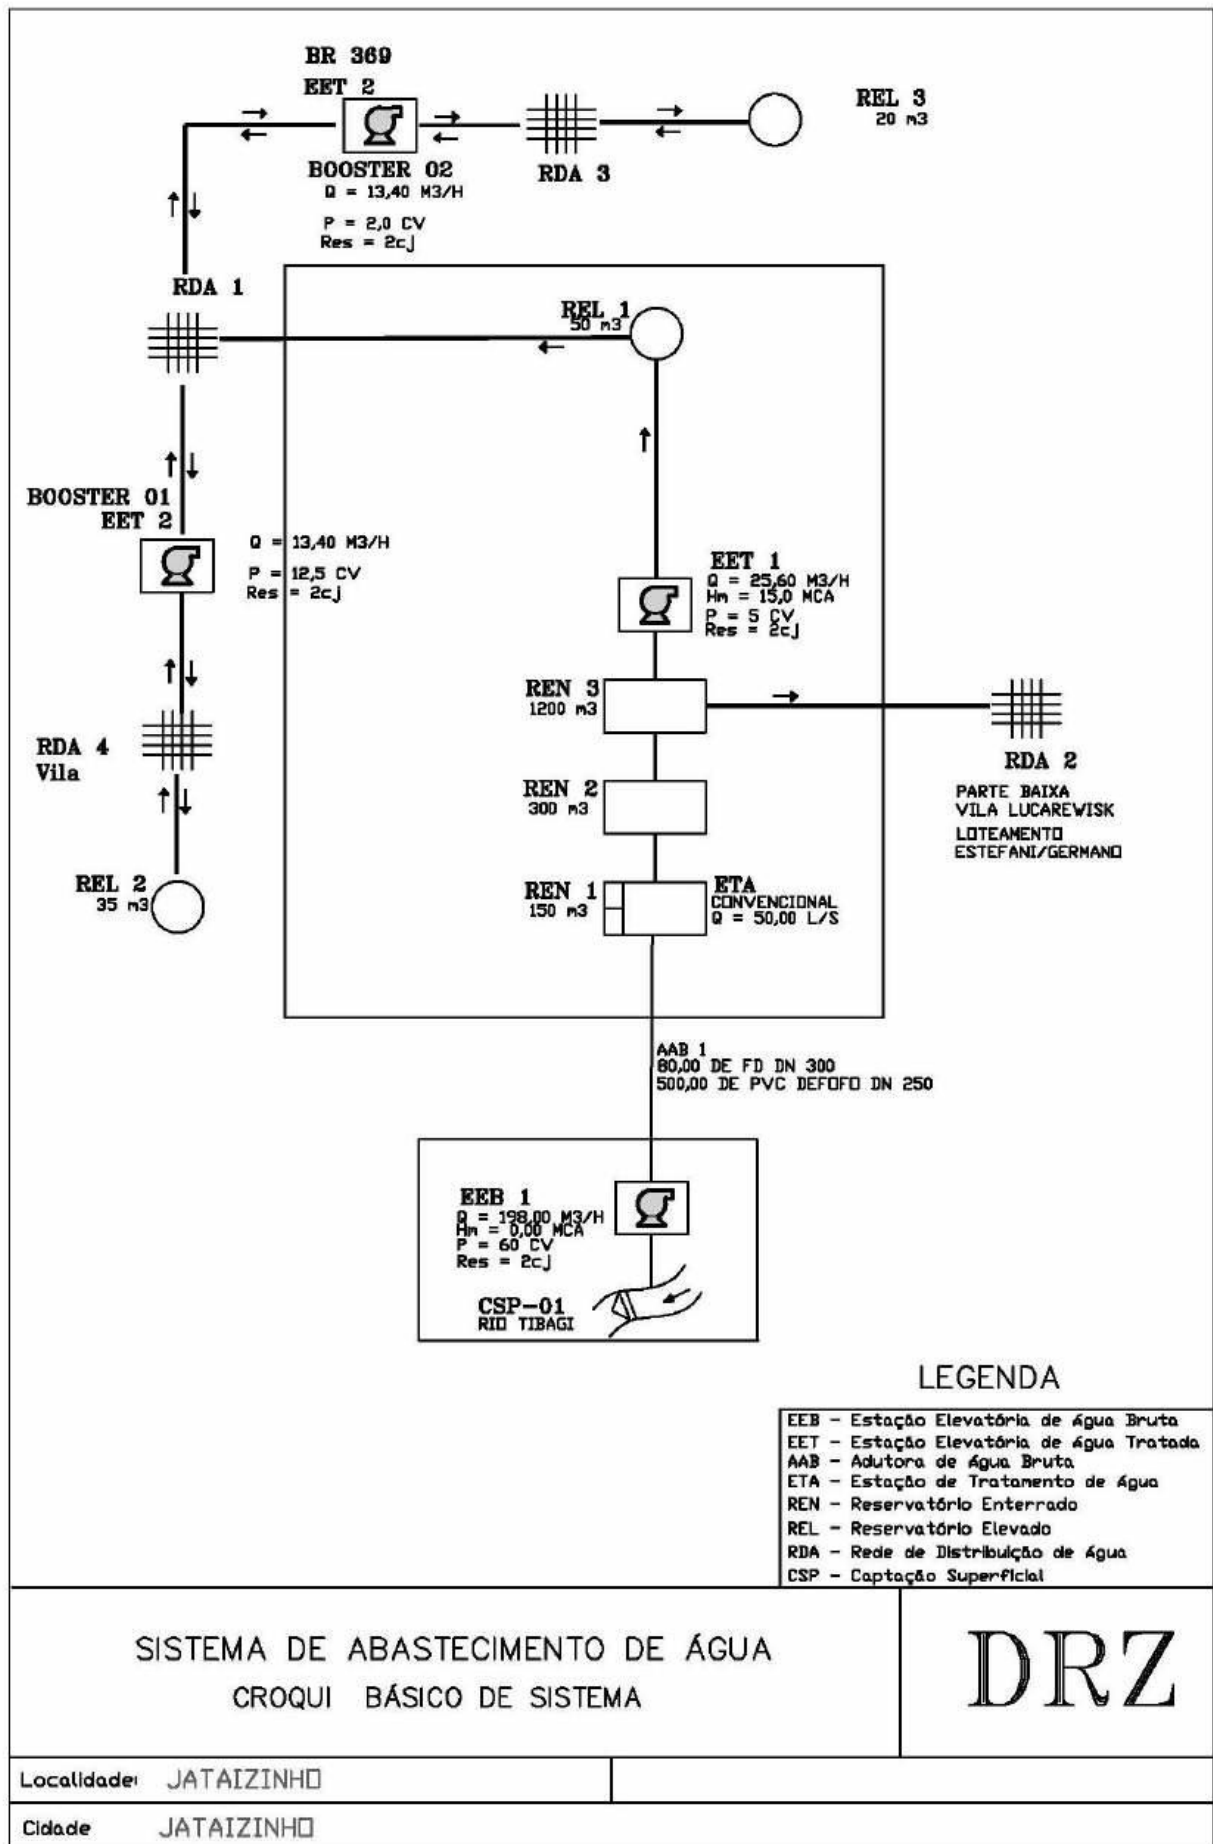 BR 369
EET 2
BOOSTER 02
Q = 13,40 M3/H
P = 2,0 CV
Res = 2cj
RDA 3
REL 3
20 m3
RDA 1
REL 1
50 m3
BOOSTER 01
EET 2
Q = 13,40 M3/H
P = 12,5 CV
Res = 2cj
EET 1
Q = 25,60 M3/H
Hm = 15,0 MCA
P = 5 CV
Res = 2cj
REN 3
1200 m3
RDA 4
Vila
RDA 2
PARTE BAIXA
VILA LUCAREWISK
LOTEAMENTO
ESTEFANI/GERMANO
REN 2
300 m3
REL 2
35 m3
REN 1
150 m3
ETA
CONVENCIONAL
Q = 50,00 L/S
AAB 1
80,00 DE FD DN 300
500,00 DE PVC DEFOFO DN 250
EEB 1
Q = 198,00 M3/H
Hm = 0,00 MCA
P = 60 CV
Res = 2cj
CSP-01
RIO TIBAGI
LEGENDA
EEB - Estação Elevatória de Água Bruta
EET - Estação Elevatória de Água Tratada
AAB - Adutora de Água Bruta
ETA - Estação de Tratamento de Água
REN - Reservatório Enterrado
REL - Reservatório Elevado
RDA - Rede de Distribuição de Água
CSP - Captação Superficial
SISTEMA DE ABASTECIMENTO DE ÁGUA
CROQUI BÁSICO DE SISTEMA
DRZ
Localidade: JATAIZINHO
Cidade JATAIZINHO